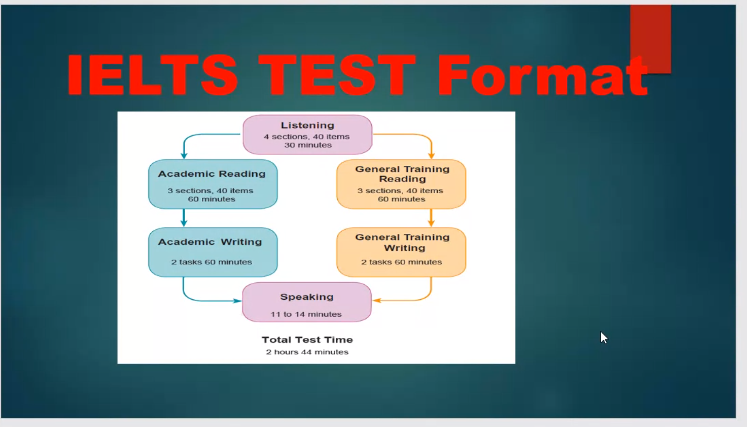 IELTS TEST Format
Listening
4 sections, 40 items
30 minutes
Academic Reading
3 sections, 40 items
60 minutes
General Training
Reading
3 sections, 40 items
60 minutes
Academic Writing
2 tasks 60 minutes
General Training
Writing
2 tasks 60 minutes
Speaking
11 to 14 minutes
Total Test Time
2 hours 44 minutes